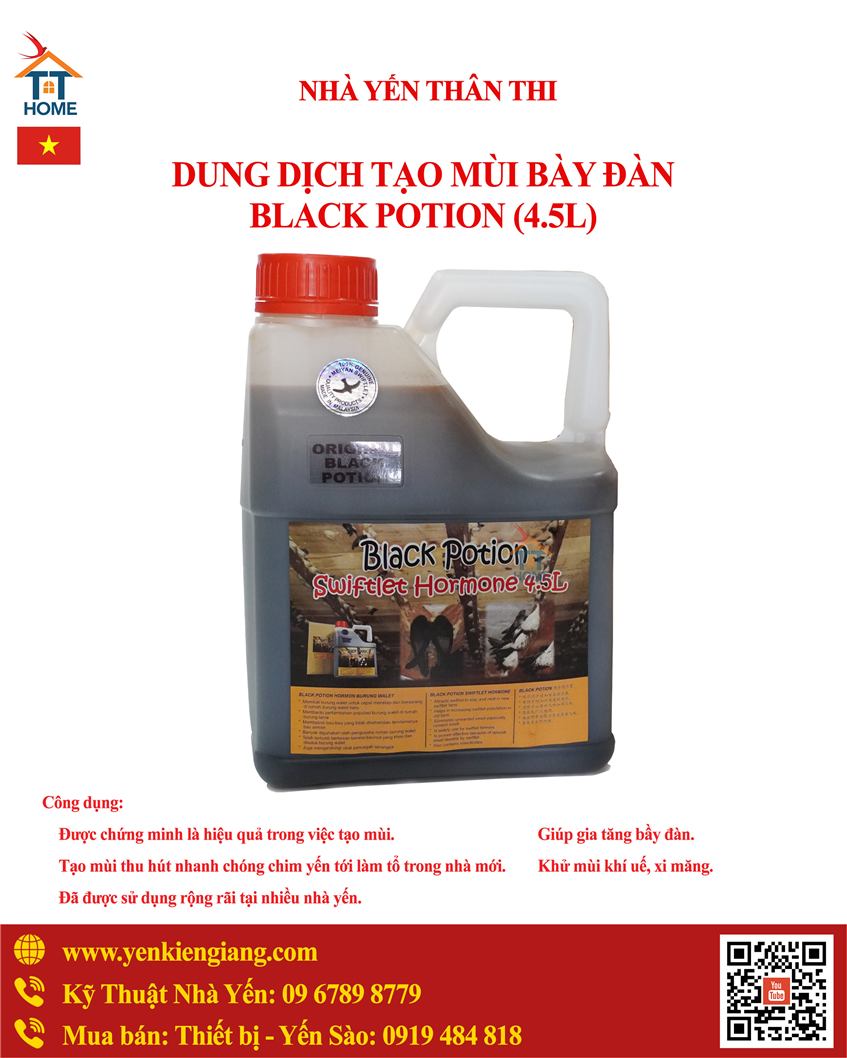 TT
HOME
NHÀ YẾN THÂN THI
DUNG DỊCH TẠO MÙI BÀY ĐÀN
BLACK POTION (4.5L)
100% GENUINE
MEIYAN SWIFTLET
QUALITY PRODUCTS
MADE IN MALAYSIA
ORIGINAL
BLACK
POTION
Black Potion
Swiftlet Hormone 4.5L
BLACK POTION HORMON BURUNG WALET
BLACK POTION SWIFTLET HORMONE
BLACK POTION
Công dụng:
Được chứng minh là hiệu quả trong việc tạo mùi.
Giúp gia tăng bầy đàn.
Tạo mùi thu hút nhanh chóng chim yến tới làm tổ trong nhà mới.
Khử mùi khí uế, xi măng.
Đã được sử dụng rộng rãi tại nhiều nhà yến.
www.yenkiengiang.com
Kỹ Thuật Nhà Yến: 09 6789 8779
Mua bán: Thiết bị - Yến Sào: 0919 484 818
You
Tube